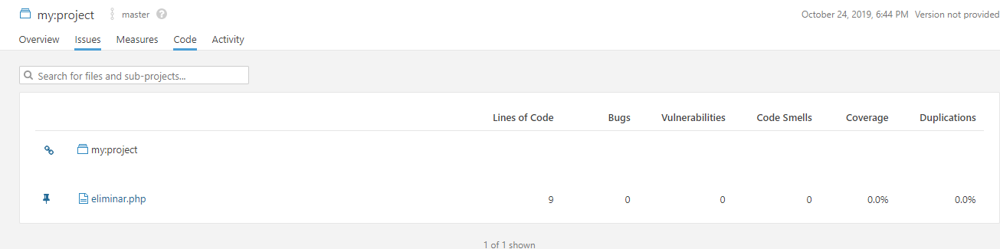 my:project master ? October 24, 2019, 6:44 PM Version not provided
Overview Issues Measures Code Activity
Search for files and sub-projects...
Lines of Code Bugs Vulnerabilities Code Smells Coverage Duplications
my:project
eliminar.php 9 0 0 0 0.0% 0.0%
1 of 1 shown